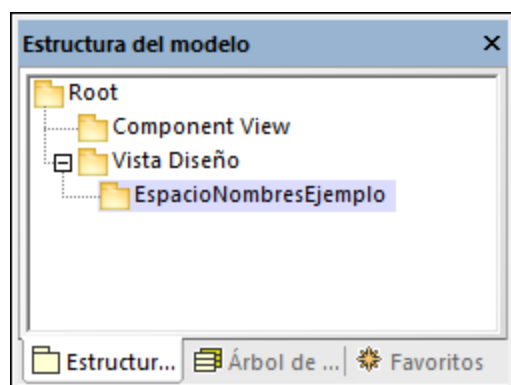 Estructura del modelo
Root
Component View
Vista Diseño
EspacioNombresEjemplo
Estructur... Árbol de ... Favoritos